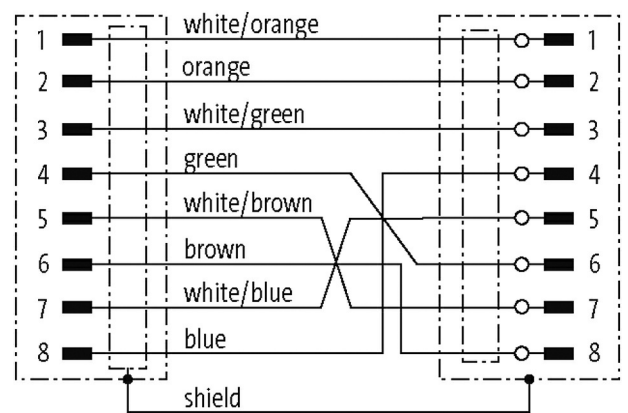 1 white/orange 1
2 orange 2
3 white/green 3
4 green 4
5 white/brown 5
6 brown 6
7 white/blue 7
8 blue 8
shield